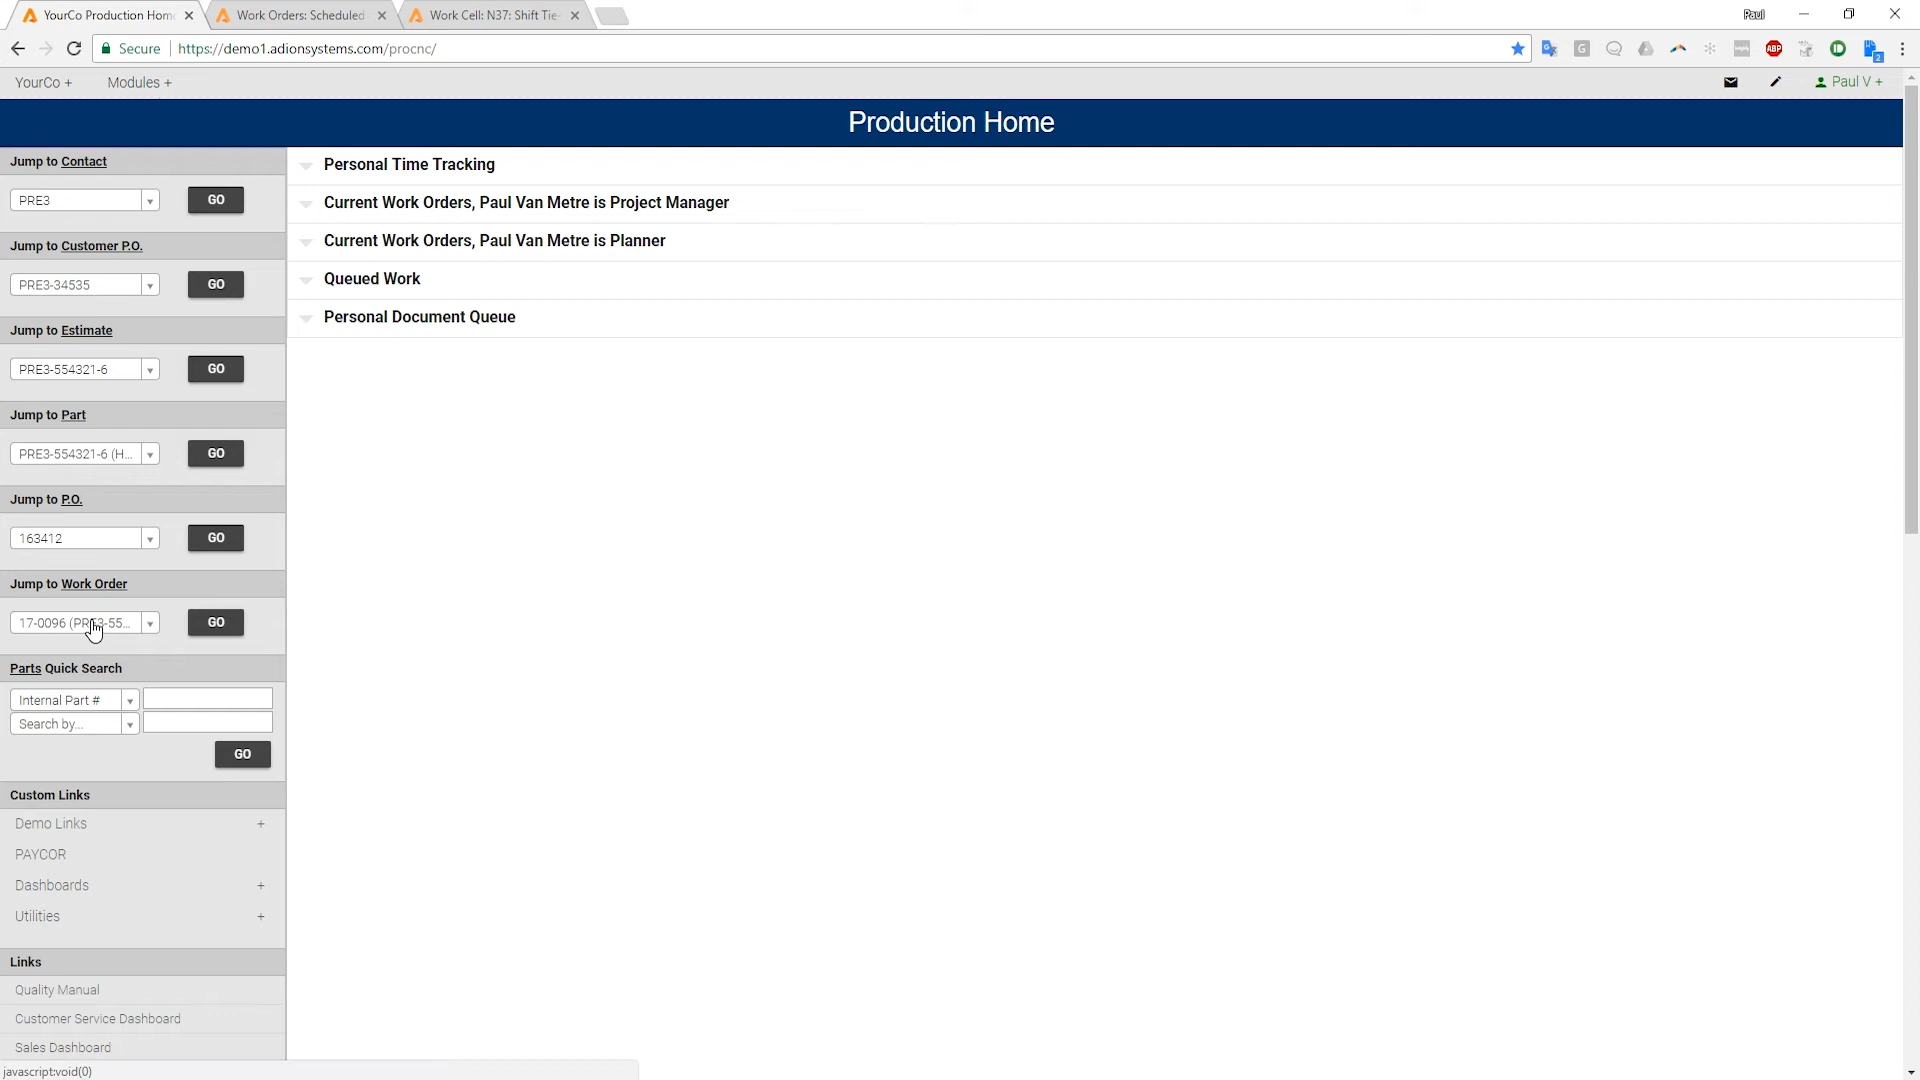 YourCo Production Home
Work Orders: Scheduled
Work Cell: N37: Shift Tie-
Paul
Secure
https://demo1.adionsystems.com/procnc/
ABP
2
YourCo +
Modules +
Paul V +
Production Home
Jump to Contact
PRE3
GO
Jump to Customer P.O.
PRE3-34535
GO
Jump to Estimate
PRE3-554321-6
GO
Jump to Part
PRE3-554321-6 (H...
GO
Jump to P.O.
163412
GO
Jump to Work Order
17-0096 (PRE3-55...
GO
Parts Quick Search
Internal Part #
Search by...
GO
Custom Links
Demo Links +
PAYCOR
Dashboards +
Utilities +
Links
Quality Manual
Customer Service Dashboard
Sales Dashboard
javascript:void(0)
Personal Time Tracking
Current Work Orders, Paul Van Metre is Project Manager
Current Work Orders, Paul Van Metre is Planner
Queued Work
Personal Document Queue